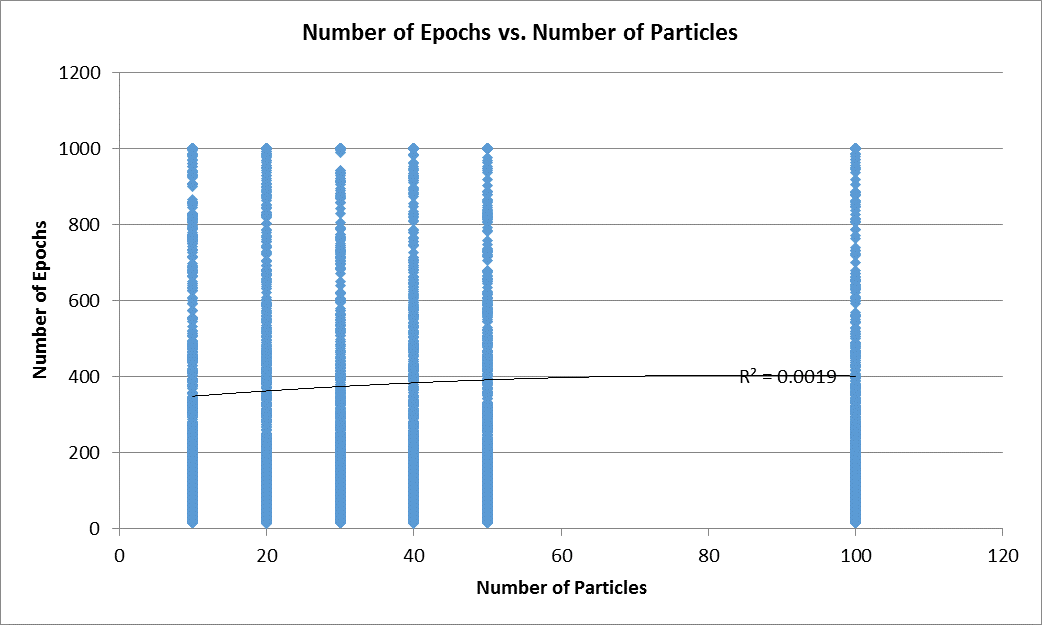 Number of Epochs vs. Number of Particles
1200
1000
800
600
400
200
0
Number of Epochs
R² = 0.0019
0 20 40 60 80 100 120
Number of Particles